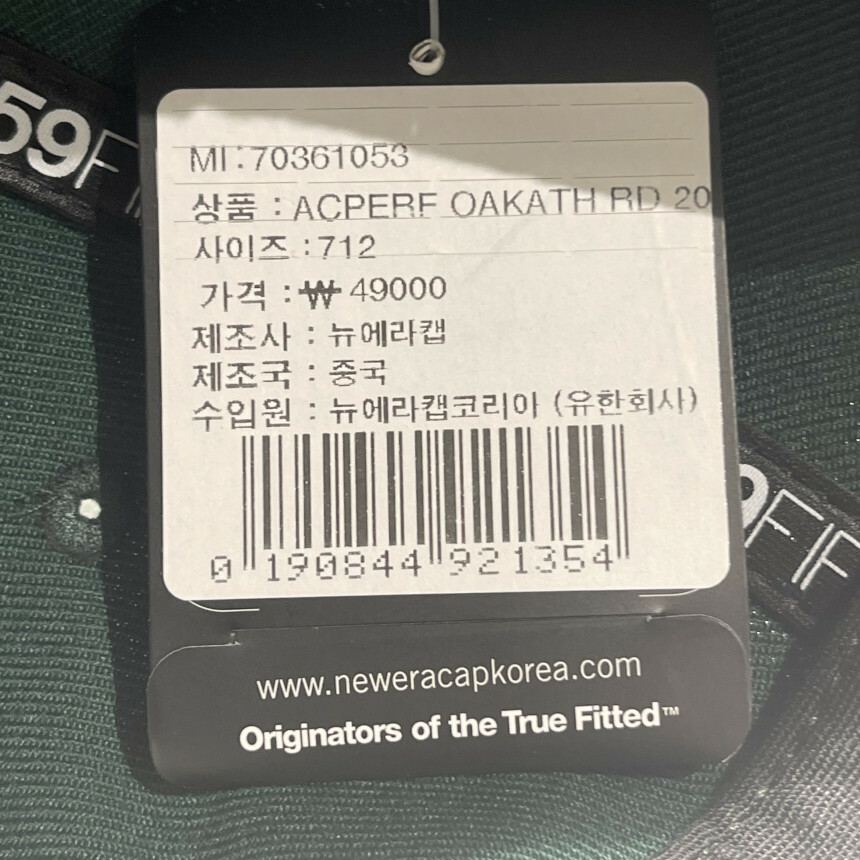 59FI
MI:70361053
상품 : ACPERF OAKATH RD 20
사이즈 :712
가격 :₩ 49000
제조사 : 뉴에라캡
제조국 : 중국
수입원 : 뉴에라캡코리아 (유한회사)
0 190844 921354
9FIF
www.neweracapkorea.com
Originators of the True Fitted™